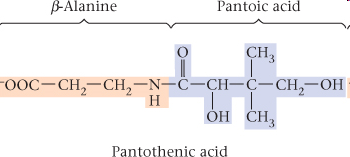 β-Alanine Pantoic acid
O CH₃
⁻OOC—CH₂—CH₂—N—C—CH—C—CH₂—OH
H OH CH₃
Pantothenic acid